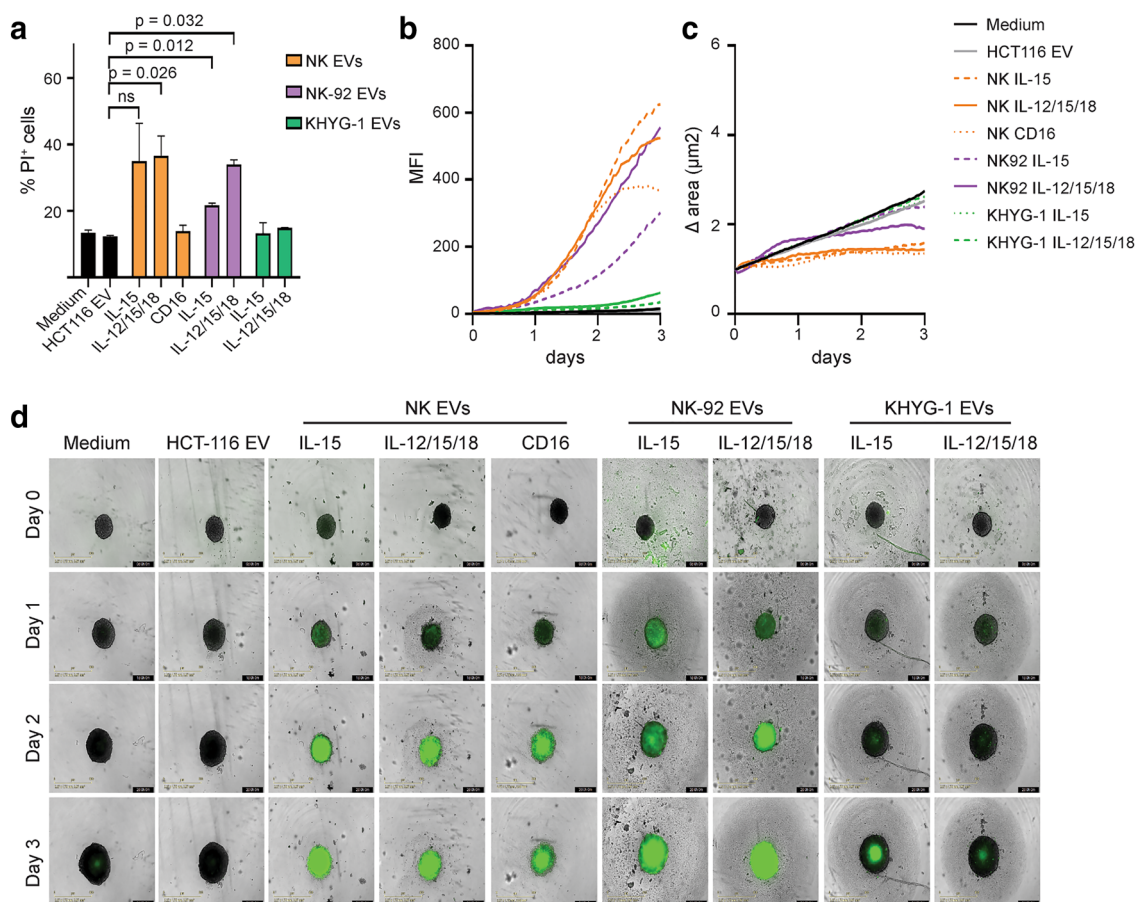 a
p = 0.032
p = 0.012
p = 0.026
ns
60
40
20
% PI⁺ cells
Medium
HCT116 EV
IL-15
IL-12/15/18
CD16
IL-15
IL-12/15/18
IL-15
IL-12/15/18
NK EVs
NK-92 EVs
KHYG-1 EVs
b
800
600
400
200
0
MFI
0
1
2
3
days
c
6
4
2
0
Δ area (μm2)
0
1
2
3
days
Medium
HCT116 EV
NK IL-15
NK IL-12/15/18
NK CD16
NK92 IL-15
NK92 IL-12/15/18
KHYG-1 IL-15
KHYG-1 IL-12/15/18
d
NK EVs
NK-92 EVs
KHYG-1 EVs
Medium
HCT-116 EV
IL-15
IL-12/15/18
CD16
IL-15
IL-12/15/18
IL-15
IL-12/15/18
Day 0
Day 1
Day 2
Day 3